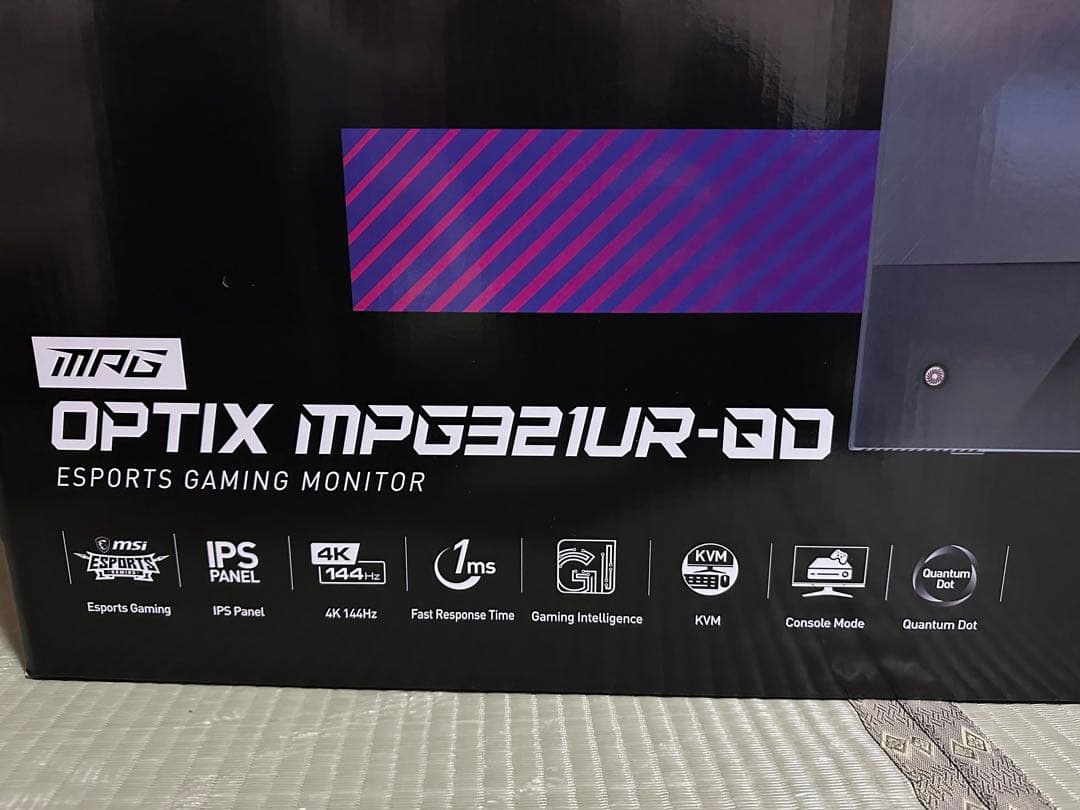 MPG
OPTIX MPG321UR-QD
ESPORTS GAMING MONITOR
msi
ESPORTS
Esports Gaming
IPS
PANEL
IPS Panel
4K
144Hz
4K 144Hz
1ms
Fast Response Time
GI
Gaming Intelligence
KVM
KVM
Console Mode
Quantum
Dot
Quantum Dot